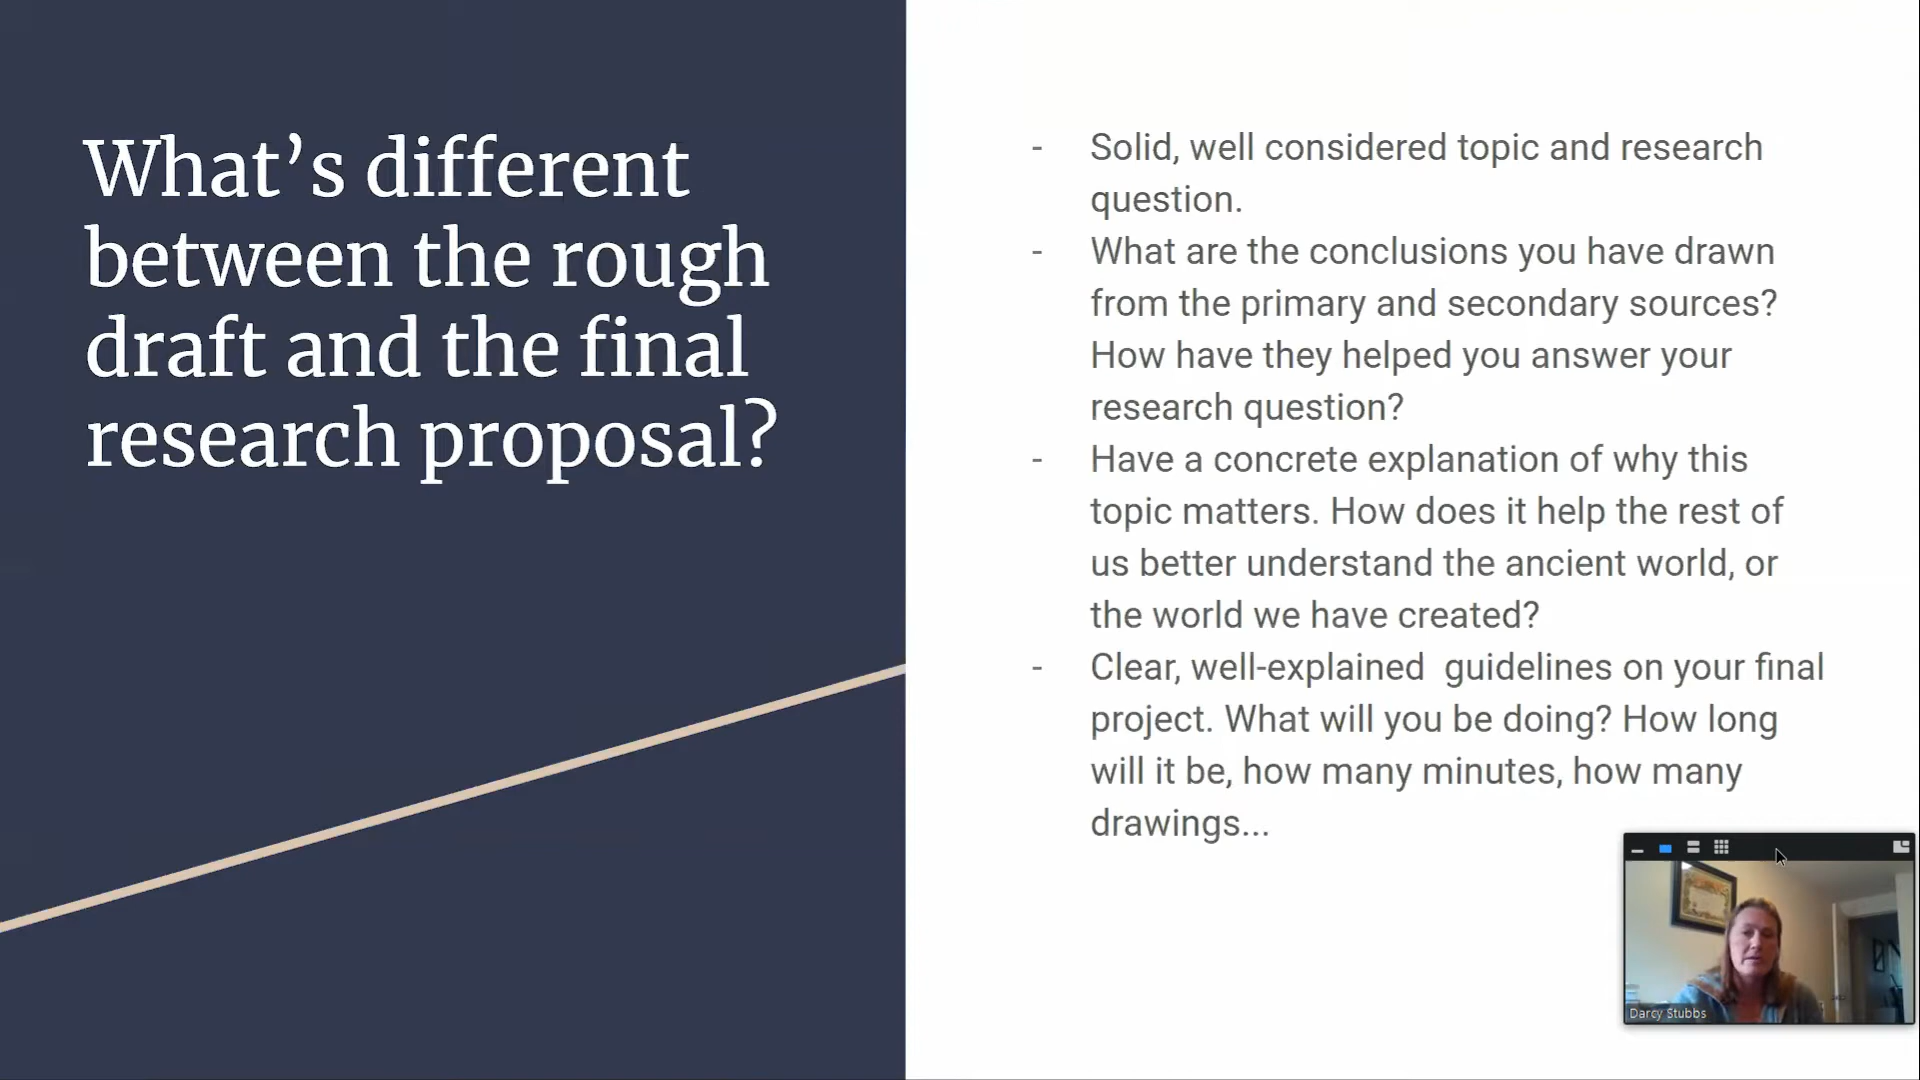 What’s different
between the rough
draft and the final
research proposal?
- Solid, well considered topic and research
question.
- What are the conclusions you have drawn
from the primary and secondary sources?
How have they helped you answer your
research question?
- Have a concrete explanation of why this
topic matters. How does it help the rest of
us better understand the ancient world, or
the world we have created?
- Clear, well-explained  guidelines on your final
project. What will you be doing? How long
will it be, how many minutes, how many
drawings...
Darcy Stubbs